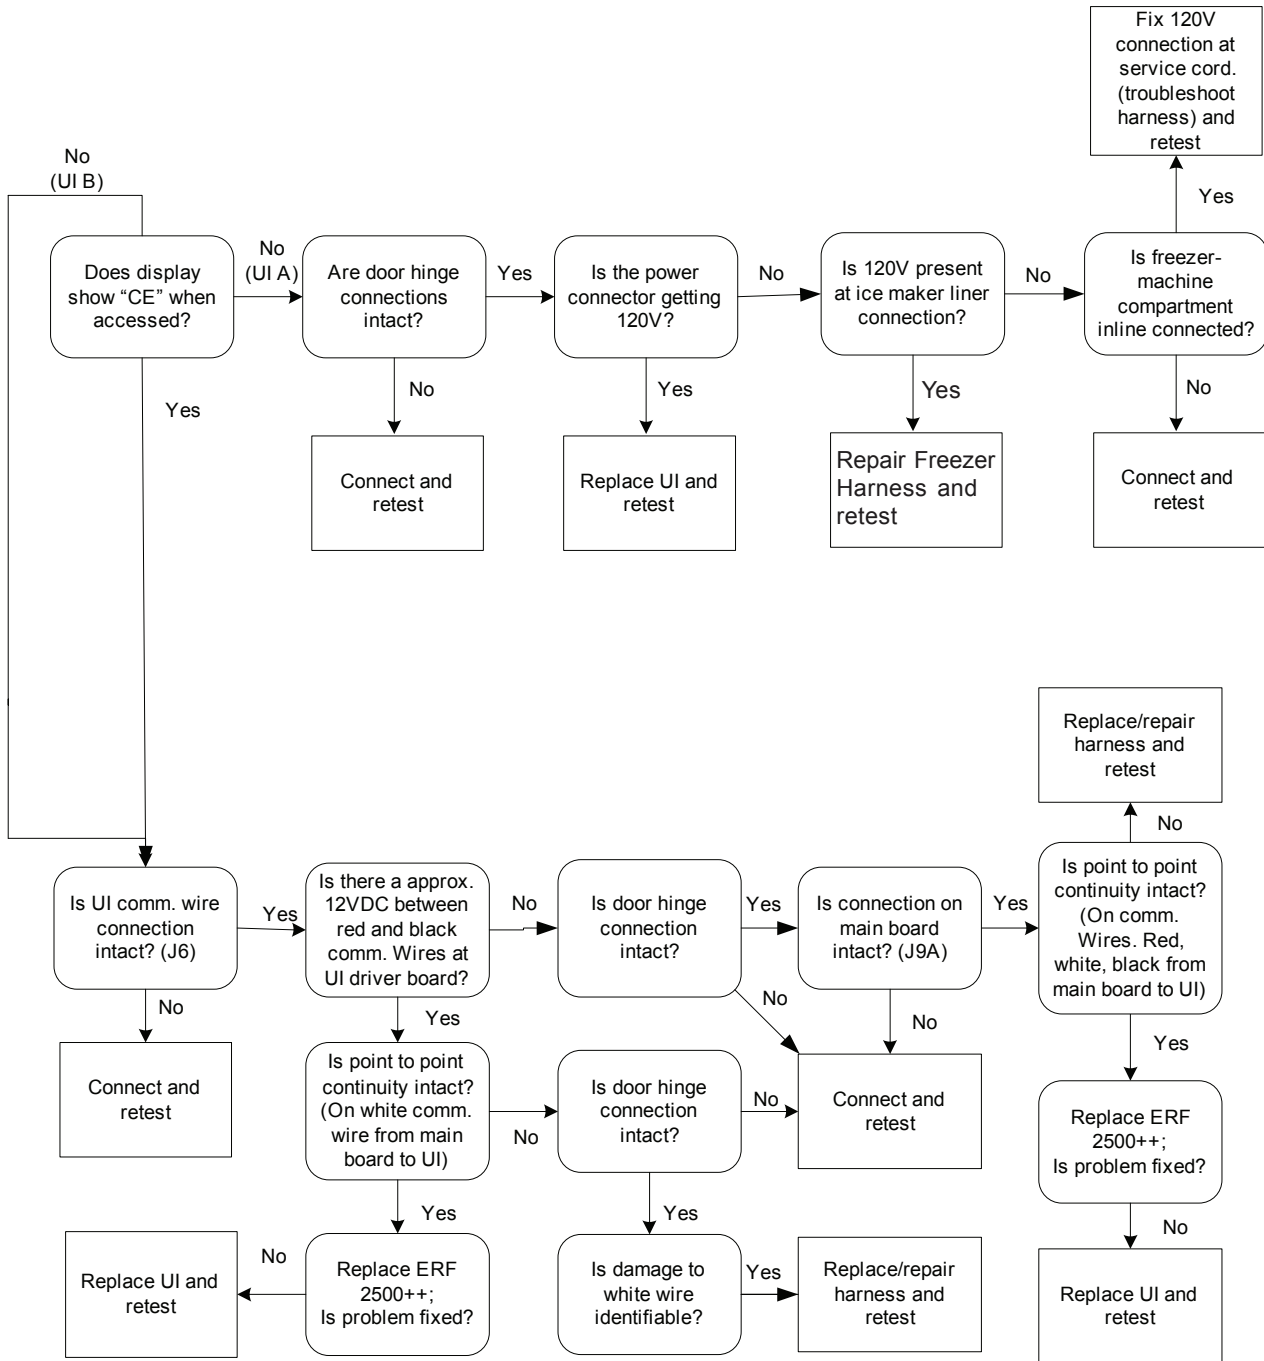 Fix 120V
connection at
service cord.
(troubleshoot
harness) and
retest
No
(UI B)
Yes
Does display
show “CE” when
accessed?
No
(UI A)
Are door hinge
connections
intact?
Yes
Is the power
connector getting
120V?
No
Is 120V present
at ice maker liner
connection?
No
Is freezer-
machine
compartment
inline connected?
Yes
No
Yes
Yes
No
Connect and
retest
Replace UI and
retest
Repair Freezer
Harness and
retest
Connect and
retest
Replace/repair
harness and
retest
No
Is UI comm. wire
connection
intact? (J6)
Yes
Is there a approx.
12VDC between
red and black
comm. Wires at
UI driver board?
No
Is door hinge
connection
intact?
Yes
Is connection on
main board
intact? (J9A)
Yes
Is point to point
continuity intact?
(On comm.
Wires. Red,
white, black from
main board to UI)
No
Yes
No
No
Yes
Connect and
retest
Is point to point
continuity intact?
(On white comm.
wire from main
board to UI)
No
Is door hinge
connection
intact?
No
Connect and
retest
Replace ERF
2500++;
Is problem fixed?
Yes
Yes
No
Replace UI and
retest
No
Replace ERF
2500++;
Is problem fixed?
Is damage to
white wire
identifiable?
Yes
Replace/repair
harness and
retest
Replace UI and
retest